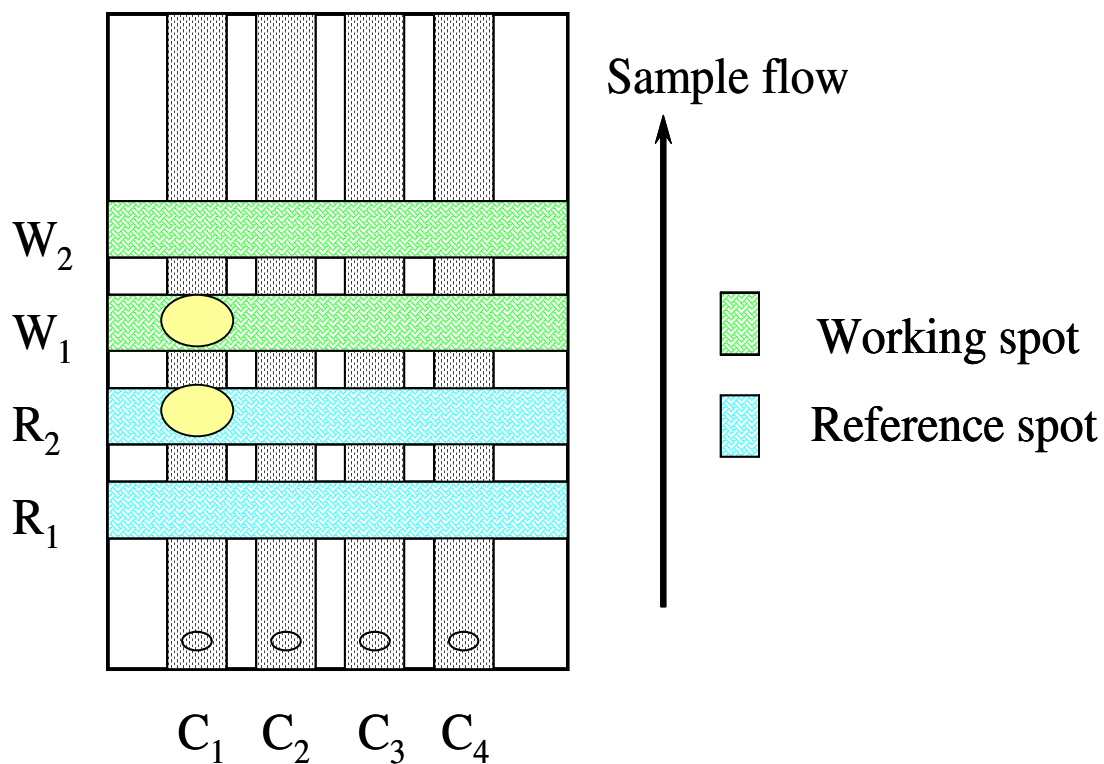 Sample flow
W₂
W₁
R₂
R₁
Working spot
Reference spot
C₁ C₂ C₃ C₄